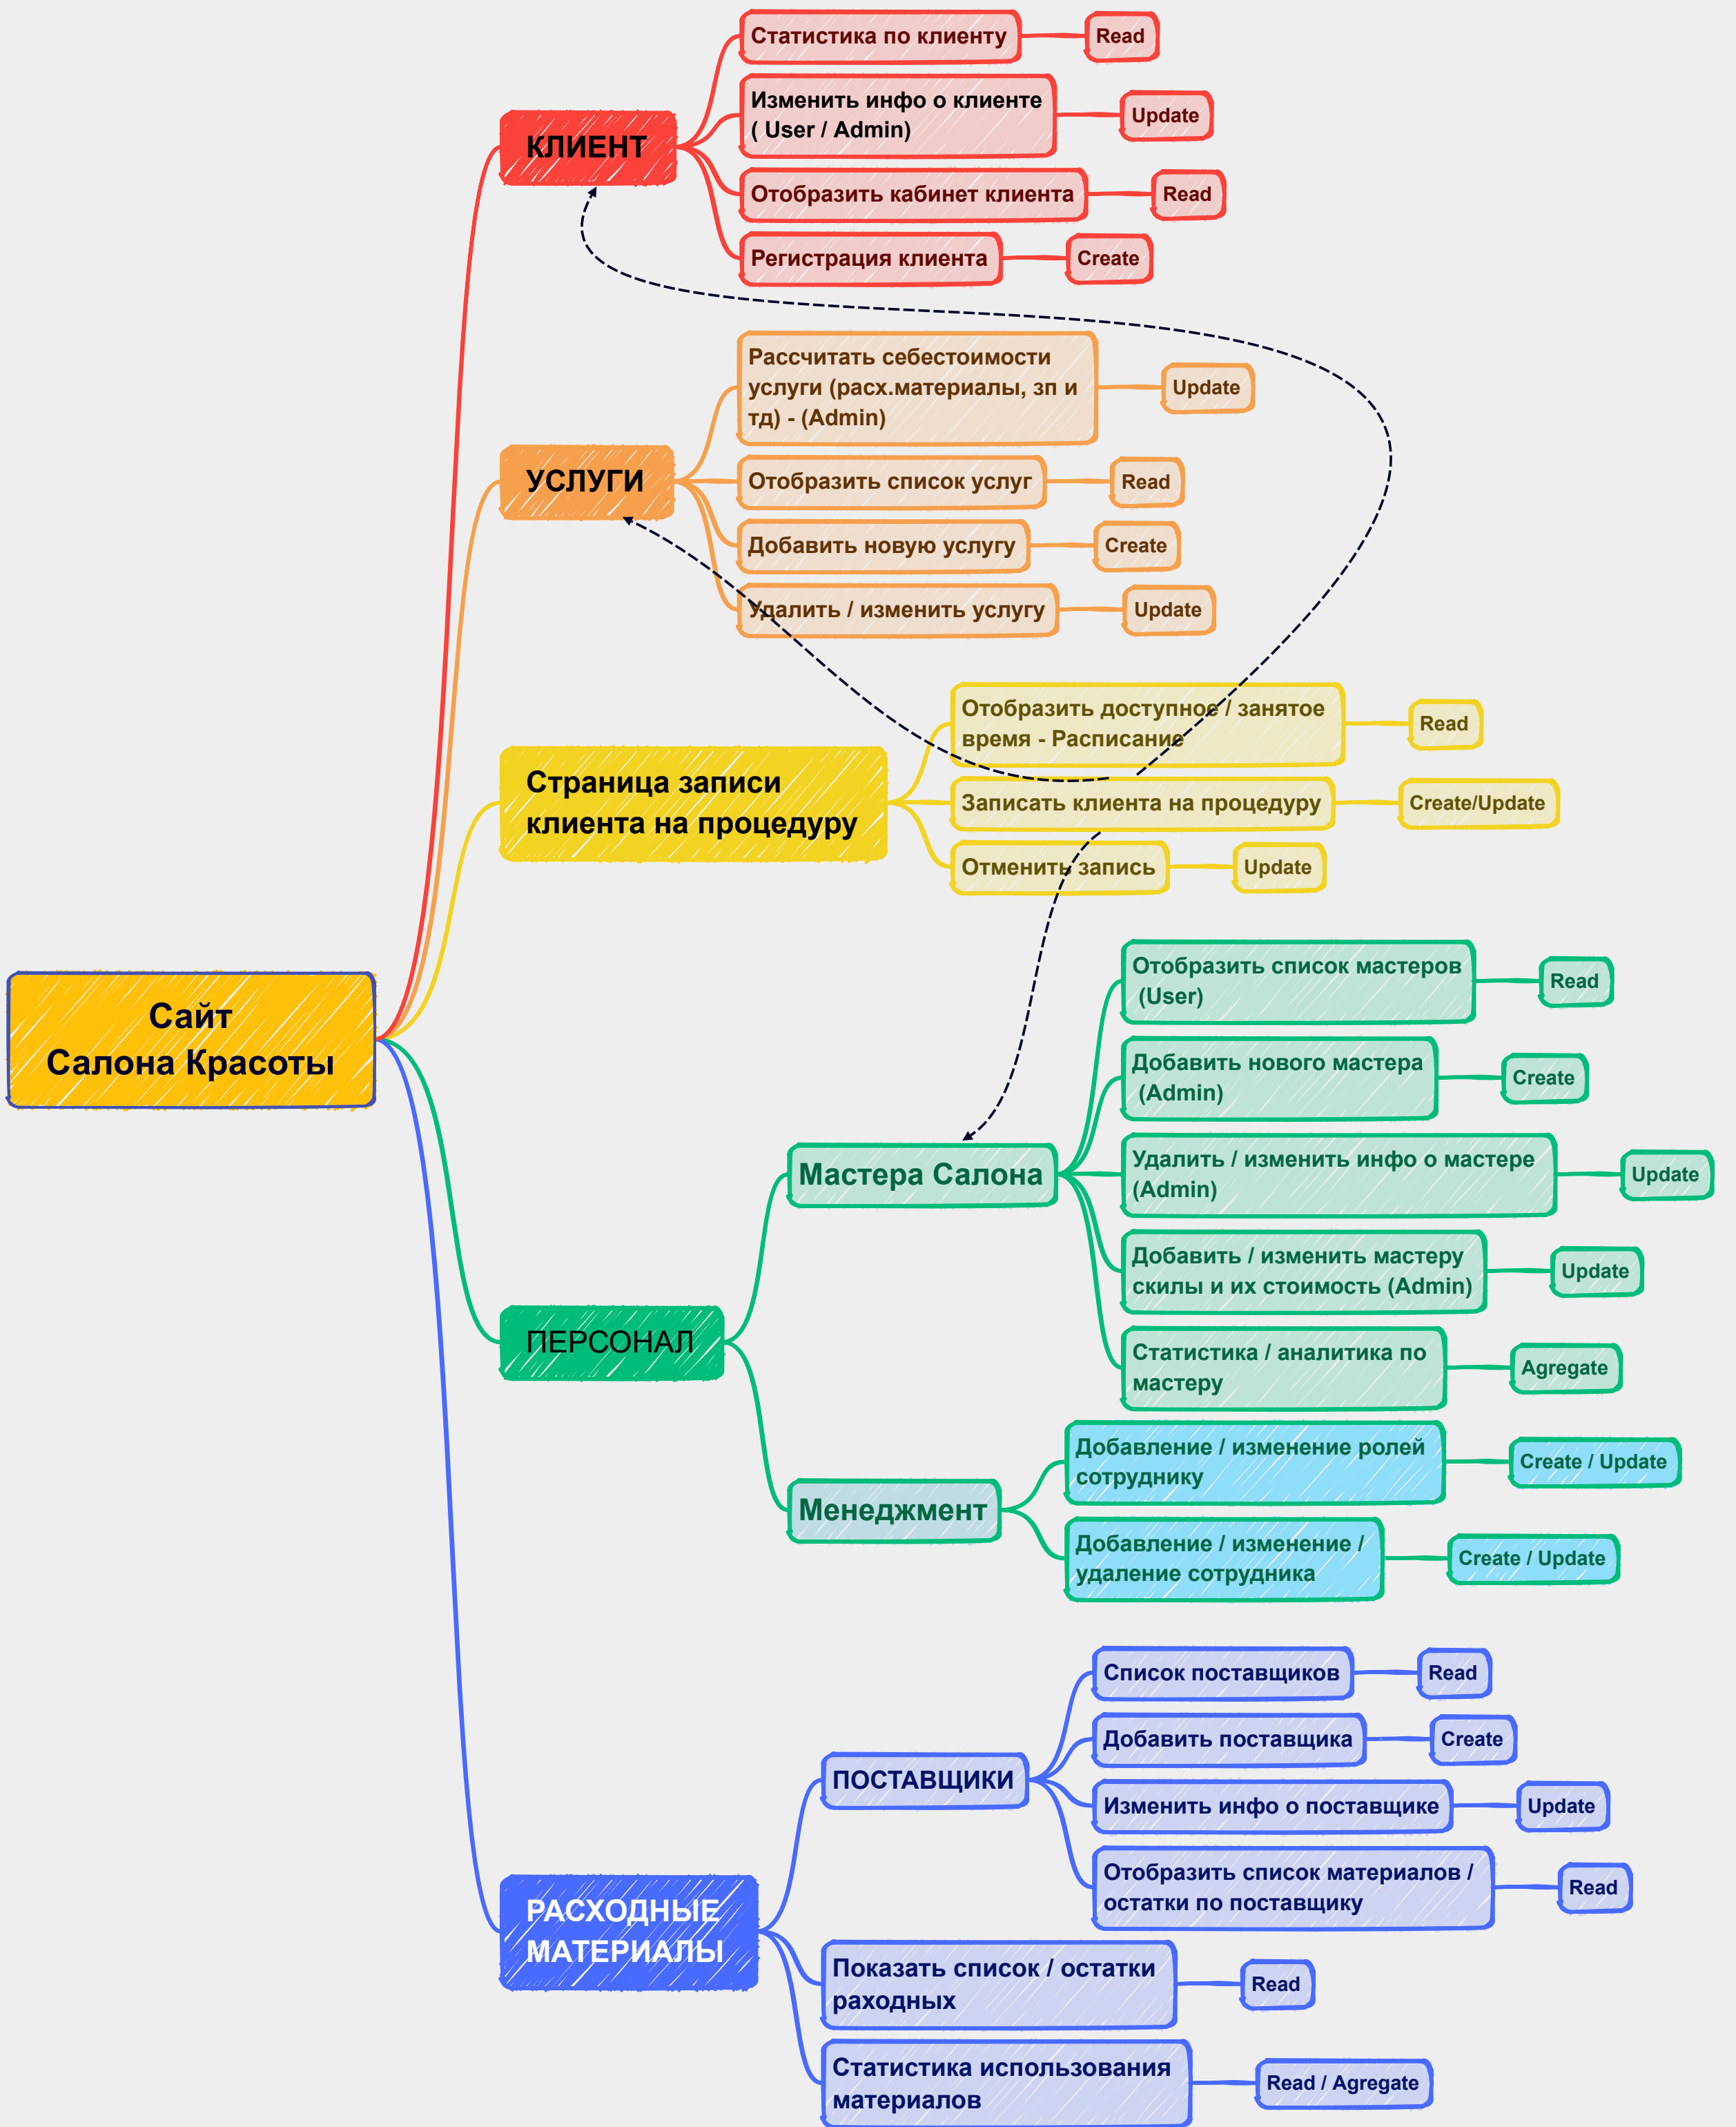 Статистика по клиенту
Read
Изменить инфо о клиенте
( User / Admin)
Update
КЛИЕНТ
Отобразить кабинет клиента
Read
Регистрация клиента
Create
Рассчитать себестоимости
услуги (расх.материалы, зп и
тд) - (Admin)
Update
УСЛУГИ
Отобразить список услуг
Read
Добавить новую услугу
Create
Удалить / изменить услугу
Update
Отобразить доступное / занятое
время - Расписание
Read
Страница записи
клиента на процедуру
Записать клиента на процедуру
Create/Update
Отменить запись
Update
Сайт
Салона Красоты
Отобразить список мастеров
(User)
Read
Добавить нового мастера
(Admin)
Create
Мастера Салона
Удалить / изменить инфо о мастере
(Admin)
Update
Добавить / изменить мастеру
скилы и их стоимость (Admin)
Update
ПЕРСОНАЛ
Статистика / аналитика по
мастеру
Agregate
Добавление / изменение ролей
сотруднику
Create / Update
Менеджмент
Добавление / изменение /
удаление сотрудника
Create / Update
Список поставщиков
Read
Добавить поставщика
Create
ПОСТАВЩИКИ
Изменить инфо о поставщике
Update
Отобразить список материалов /
остатки по поставщику
Read
РАСХОДНЫЕ
МАТЕРИАЛЫ
Показать список / остатки
раходных
Read
Статистика использования
материалов
Read / Agregate